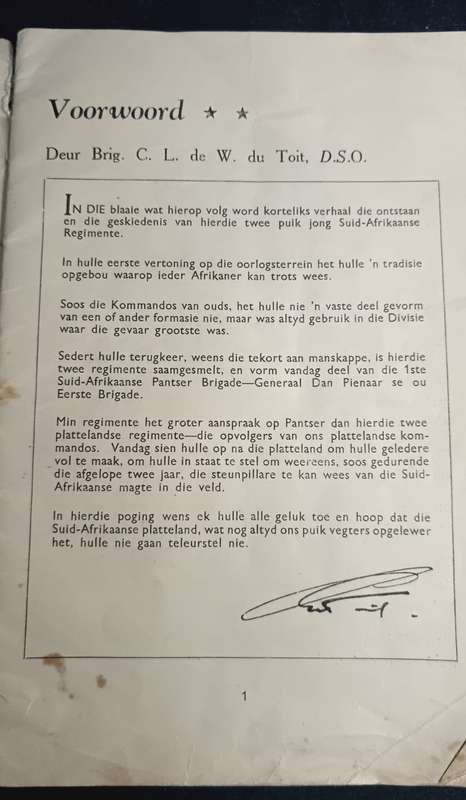 Voorwoord ★ ★
Deur Brig. C. L. de W. du Toit, D.S.O.
IN DIE blaaie wat hierop volg word korteliks verhaal die ontstaan
en die geskiedenis van hierdie twee puik jong Suid-Afrikaanse
Regimente.
In hulle eerste vertoning op die oorlogsterrein het hulle 'n tradisie
opgebou waarop ieder Afrikaner kan trots wees.
Soos die Kommandos van ouds, het hulle nie 'n vaste deel gevorm
van een of ander formasie nie, maar was altyd gebruik in die Divisie
waar die gevaar grootste was.
Sedert hulle terugkeer, weens die tekort aan manskappe, is hierdie
twee regimente saamgesmelt, en vorm vandag deel van die 1ste
Suid-Afrikaanse Pantser Brigade—Generaal Dan Pienaar se ou
Eerste Brigade.
Min regimente het groter aanspraak op Pantser dan hierdie twee
plattelandse regimente—die opvolgers van ons plattelandse kom-
mandos. Vandag sien hulle op na die platteland om hulle geledere
vol te maak, om hulle in staat te stel om weereens, soos gedurende
die afgelope twee jaar, die steunpillare te kan wees van die Suid-
Afrikaanse magte in die veld.
In hierdie poging wens ek hulle alle geluk toe en hoop dat die
Suid-Afrikaanse platteland, wat nog altyd ons puik vegters opgelewer
het, hulle nie gaan teleurstel nie.
1